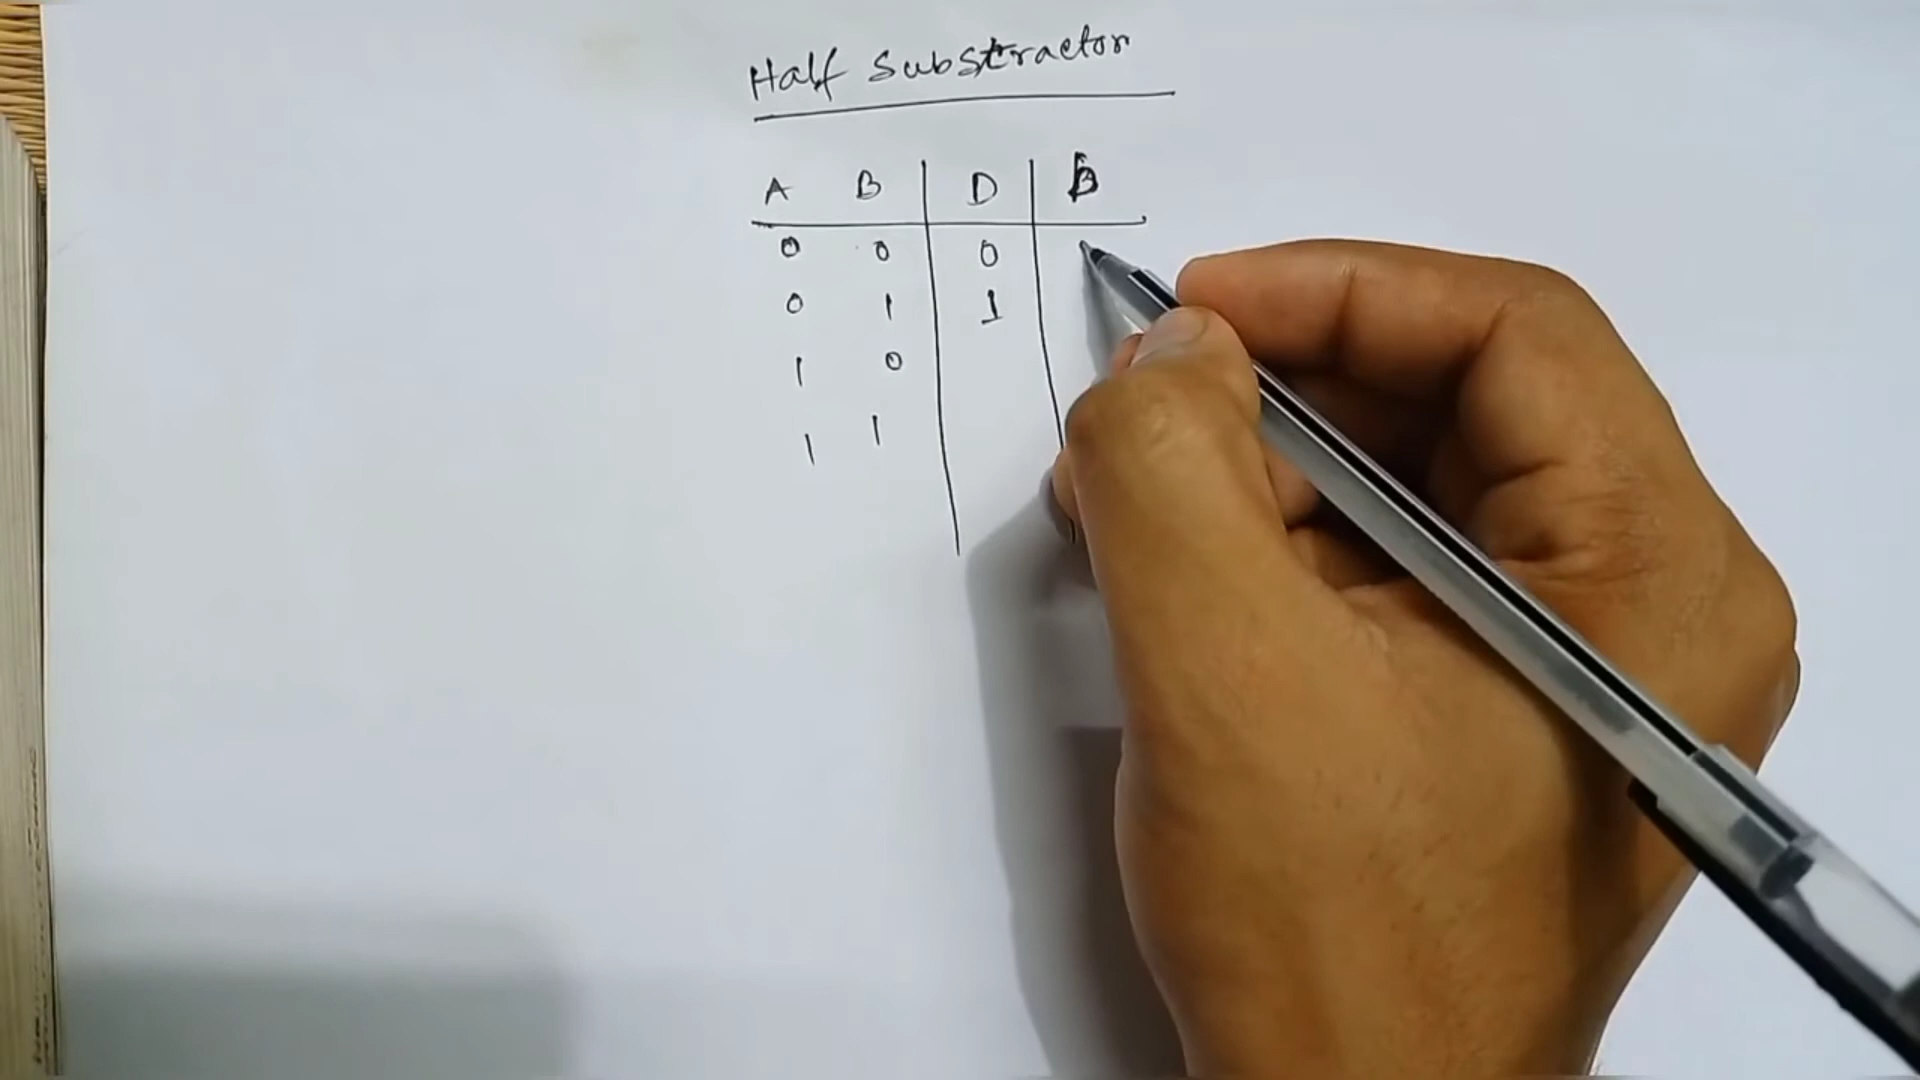 Half Substractor
A B D B
0 0 0
0 1 1
1 0
1 1